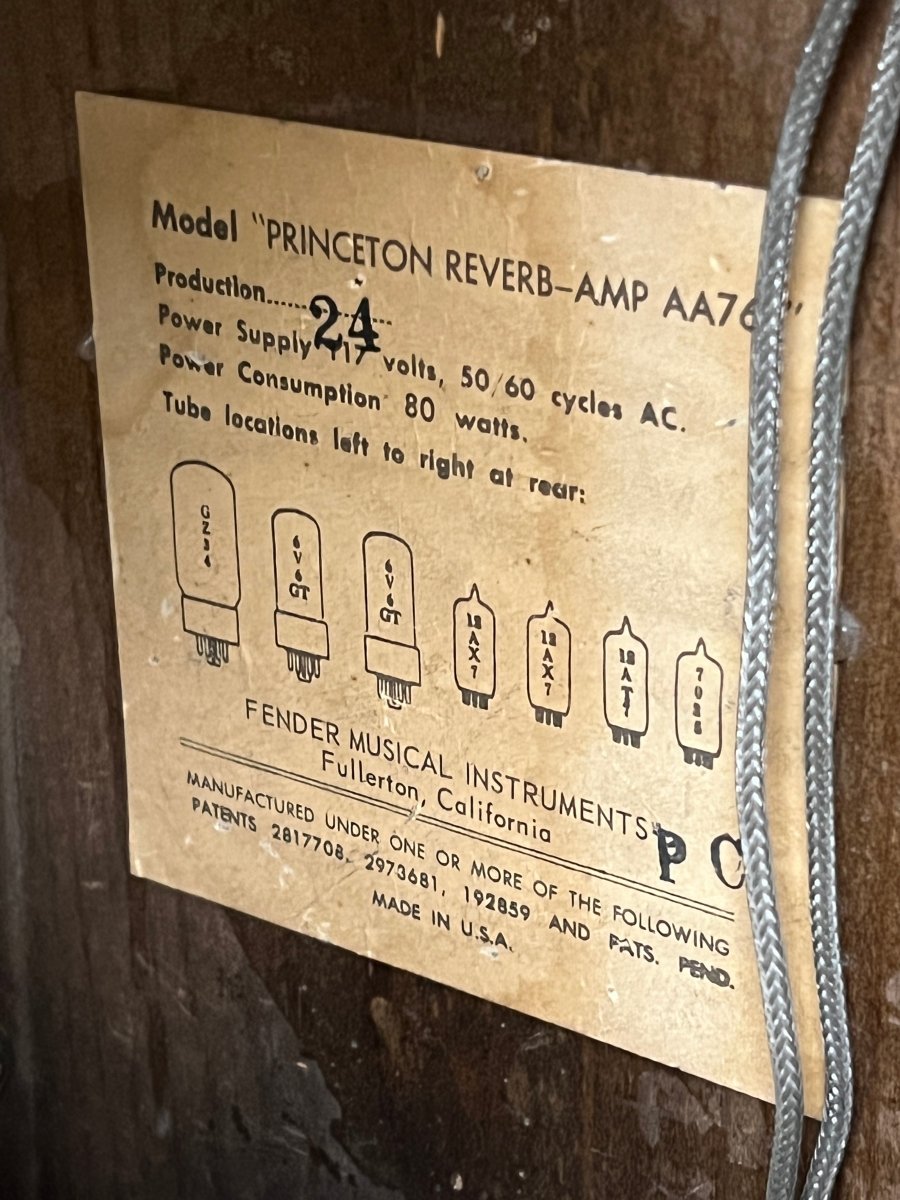 Model "PRINCETON REVERB-AMP AA76 "
Production......24...
Power Supply 117 volts, 50/60 cycles AC.
Power Consumption 80 watts.
Tube locations left to right at rear:
GZ34 6V6GT 6V6GT 12AX7 12AX7 12AT7 7025
FENDER MUSICAL INSTRUMENTS
Fullerton, California
P C
MANUFACTURED UNDER ONE OR MORE OF THE FOLLOWING
PATENTS 2817708, 2973681, 192859 AND PATS. PEND.
MADE IN U.S.A.